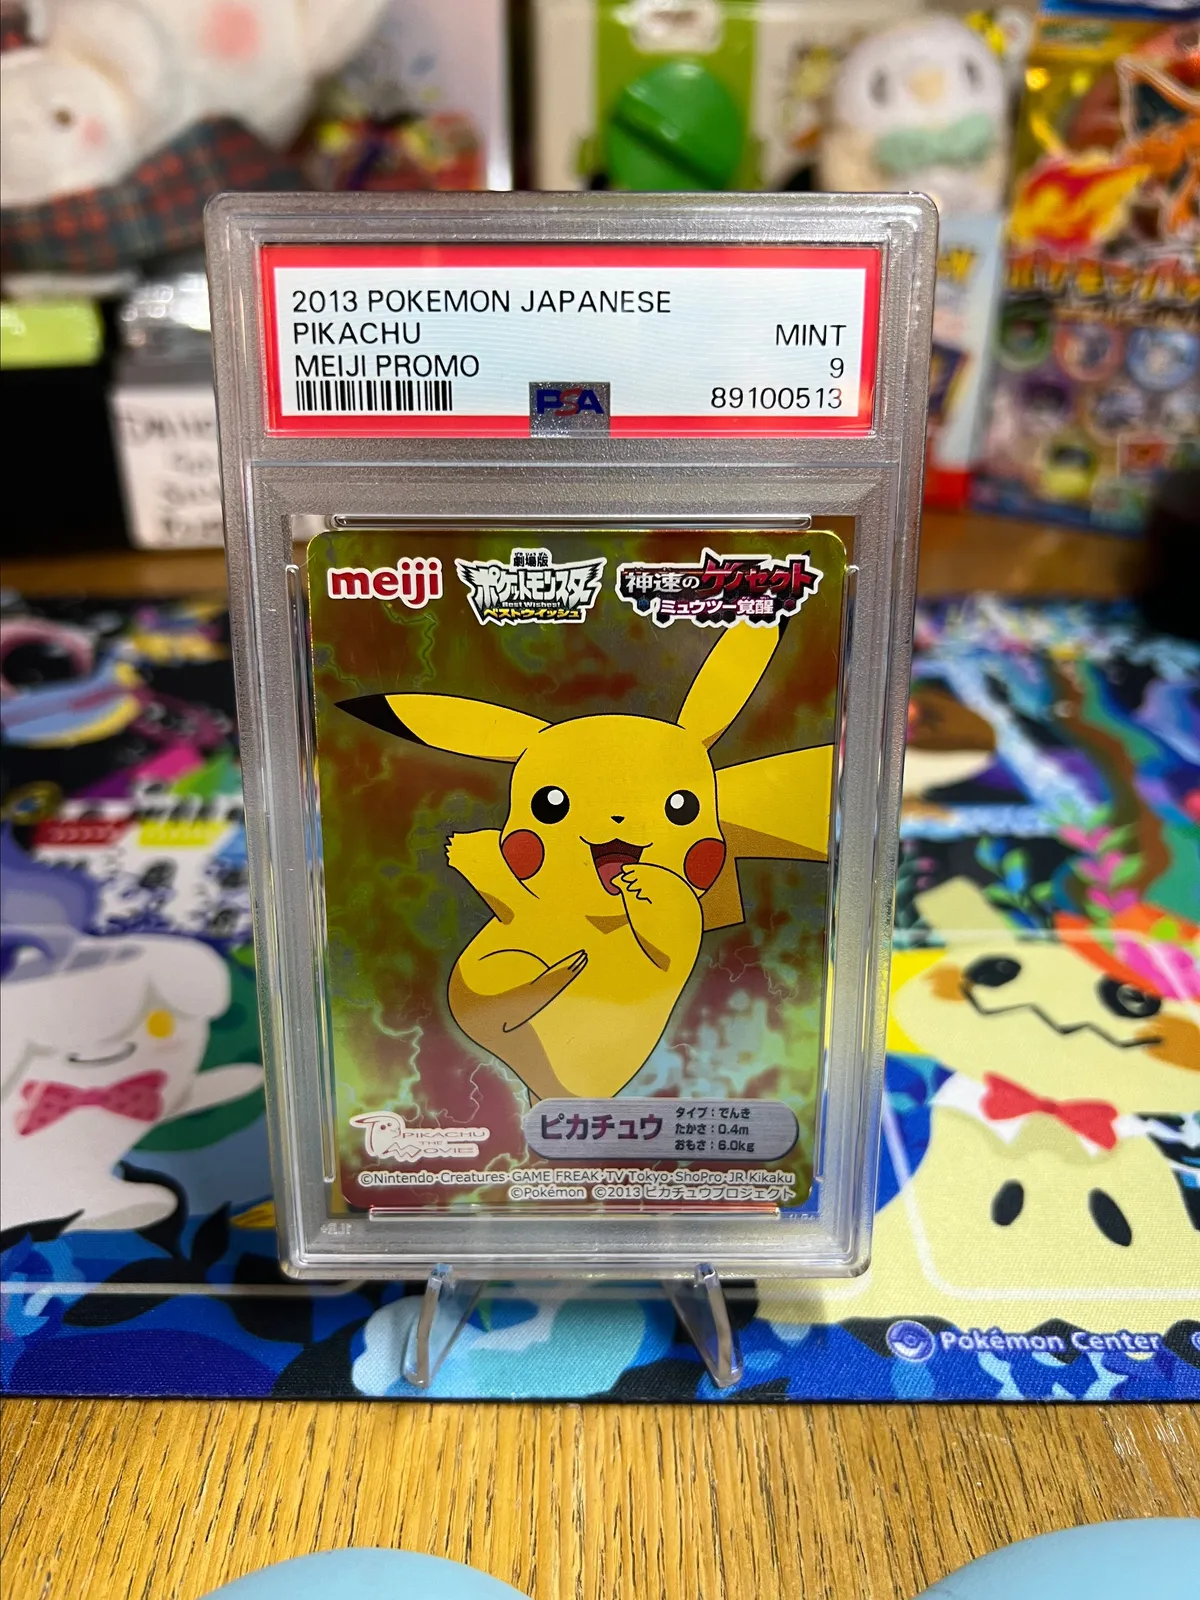 2013 POKEMON JAPANESE
PIKACHU
MINT
MEIJI PROMO
9
PSA
89100513
meiji
劇場版
ポケットモンスター
Best Wishes!
ベストウイッシュ
神速のゲノセクト
ミュウツー覚醒
ピカチュウ
タイプ：でんき
たかさ：0.4m
おもさ：6.0kg
PIKACHU
THE
MOVIE
©Nintendo・Creatures・GAME FREAK・TV Tokyo・ShoPro・JR Kikaku
©Pokémon ©2013 ピカチュウプロジェクト
Pokémon Center